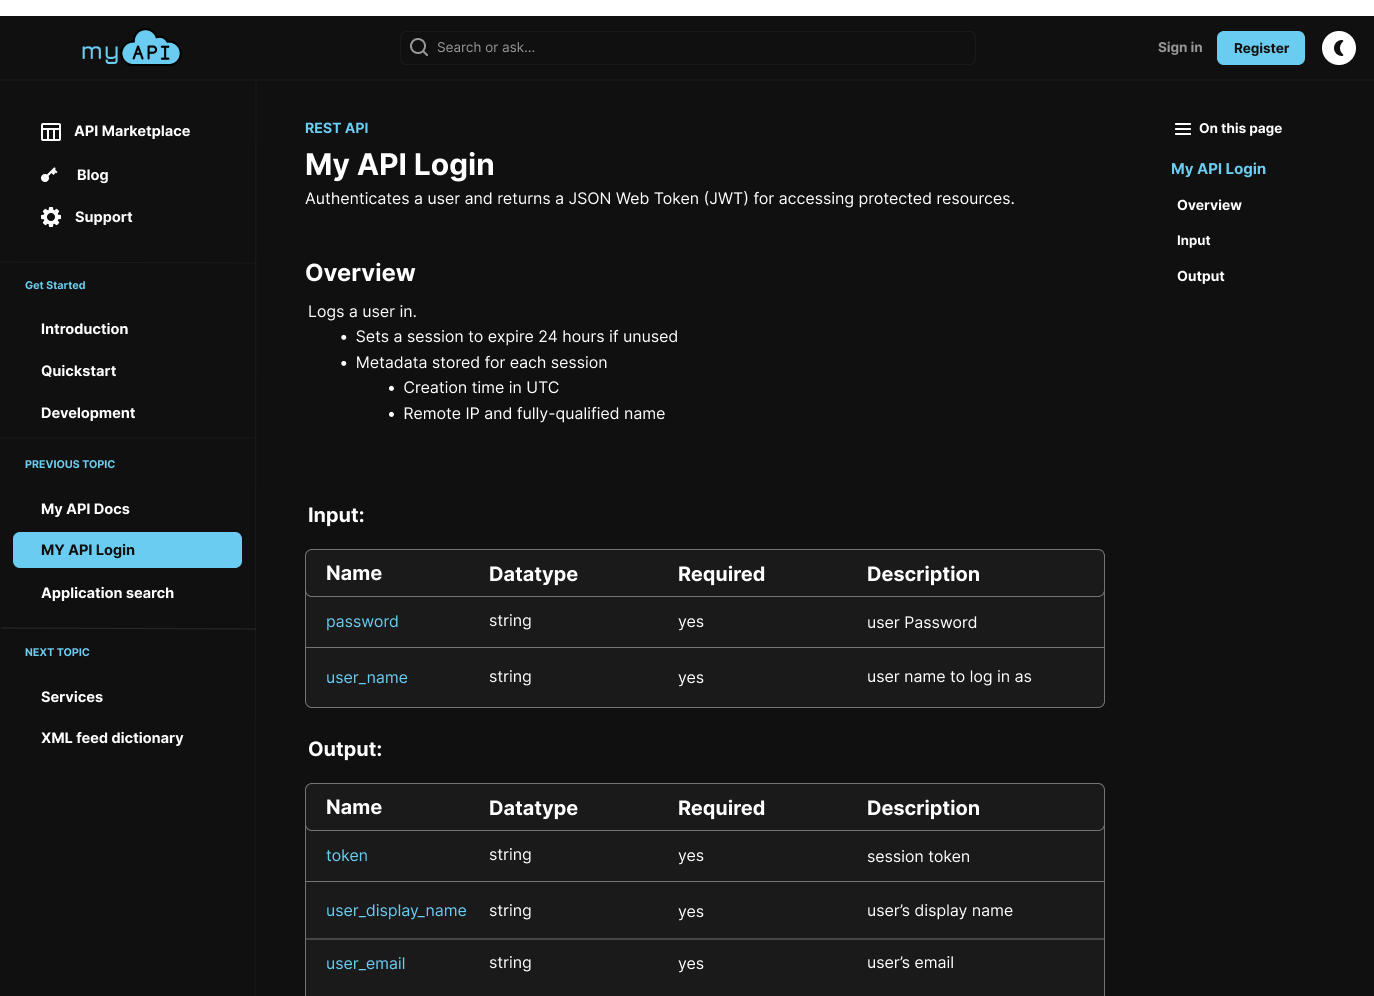 my API
Search or ask...
Sign in
Register
API Marketplace
Blog
Support
Get Started
Introduction
Quickstart
Development
PREVIOUS TOPIC
My API Docs
MY API Login
Application search
NEXT TOPIC
Services
XML feed dictionary
REST API
My API Login
Authenticates a user and returns a JSON Web Token (JWT) for accessing protected resources.
Overview
Logs a user in.
• Sets a session to expire 24 hours if unused
• Metadata stored for each session
• Creation time in UTC
• Remote IP and fully-qualified name
Input:
Name Datatype Required Description
password string yes user Password
user_name string yes user name to log in as
Output:
Name Datatype Required Description
token string yes session token
user_display_name string yes user’s display name
user_email string yes user’s email
On this page
My API Login
Overview
Input
Output